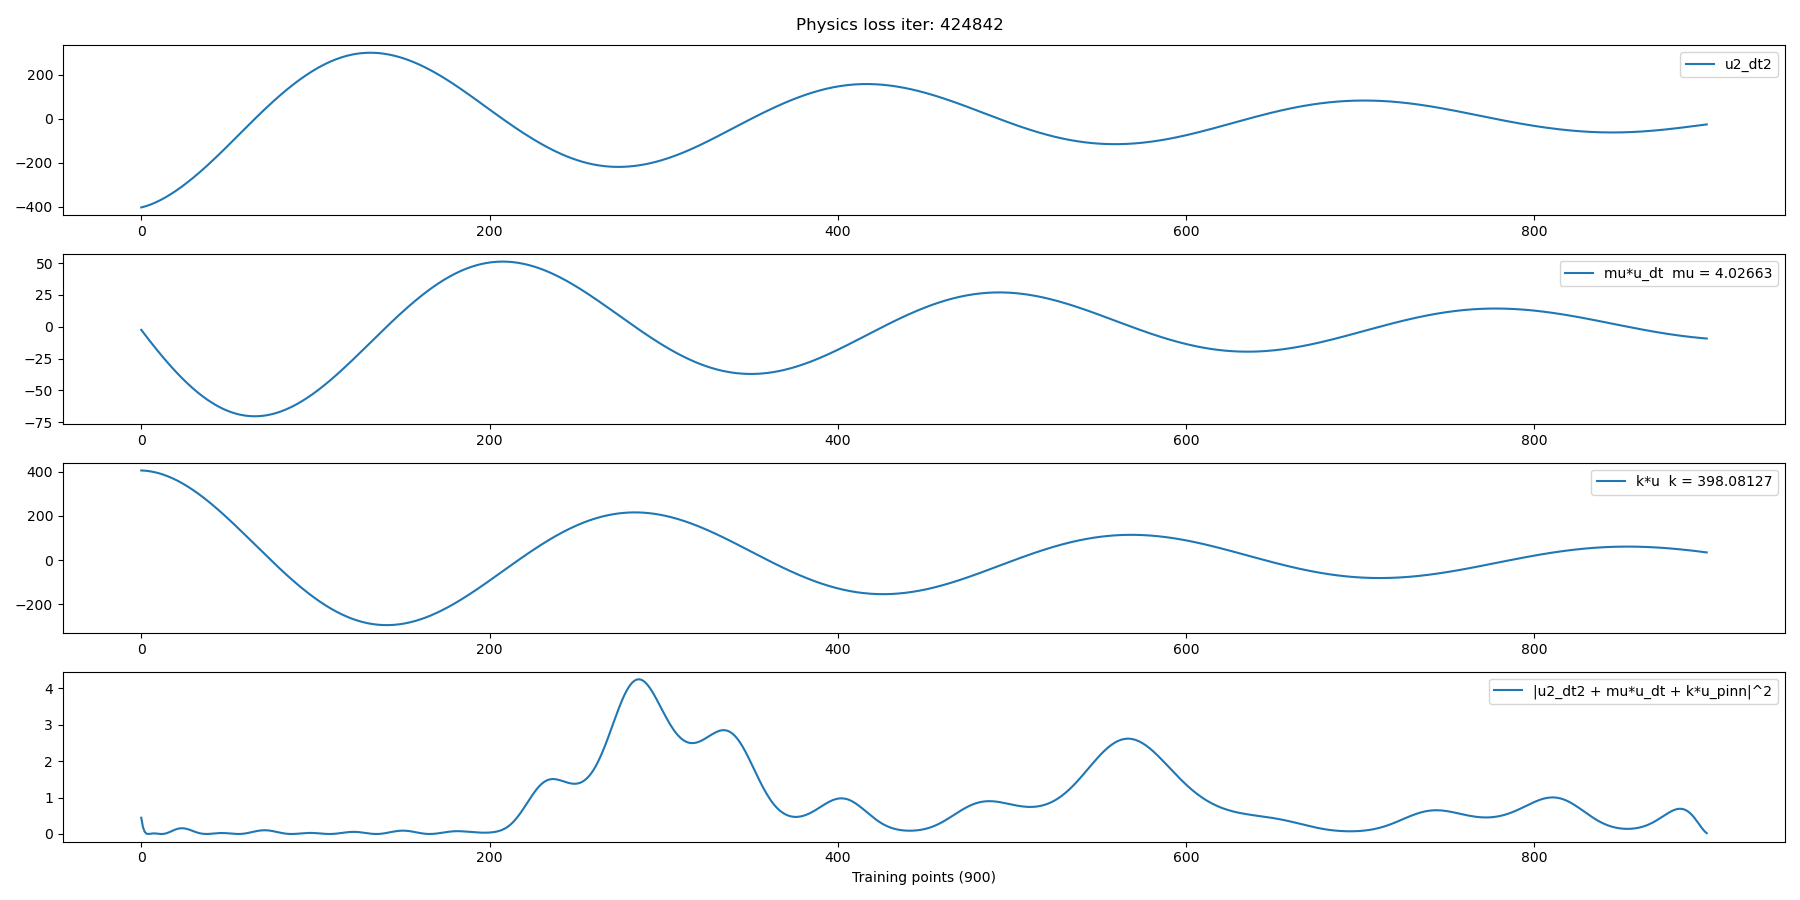 Physics loss iter: 424842
u2_dt2
200
0
−200
−400
0 200 400 600 800
mu*u_dt  mu = 4.02663
50
25
0
−25
−50
−75
0 200 400 600 800
k*u  k = 398.08127
400
200
0
−200
0 200 400 600 800
|u2_dt2 + mu*u_dt + k*u_pinn|^2
4
3
2
1
0
0 200 400 600 800
Training points (900)